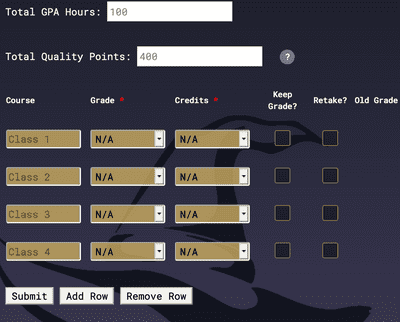 Total GPA Hours: 100
Total Quality Points: 400 ?
Course Grade * Credits * Keep Grade? Retake? Old Grade
Class 1 N/A N/A
Class 2 N/A N/A
Class 3 N/A N/A
Class 4 N/A N/A
Submit Add Row Remove Row